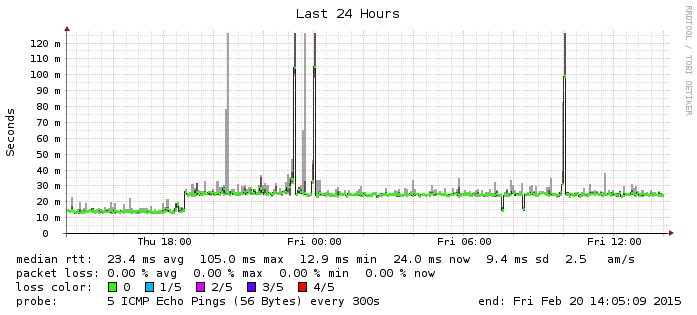 Last 24 Hours
RRDTOOL / TOBI OETIKER
Seconds
120 m
110 m
100 m
90 m
80 m
70 m
60 m
50 m
40 m
30 m
20 m
10 m
0
Thu 18:00 Fri 00:00 Fri 06:00 Fri 12:00
median rtt: 23.4 ms avg 105.0 ms max 12.9 ms min 24.0 ms now 9.4 ms sd 2.5 am/s
packet loss: 0.00 % avg 0.00 % max 0.00 % min 0.00 % now
loss color: 0 1/5 2/5 3/5 4/5
probe: 5 ICMP Echo Pings (56 Bytes) every 300s end: Fri Feb 20 14:05:09 2015